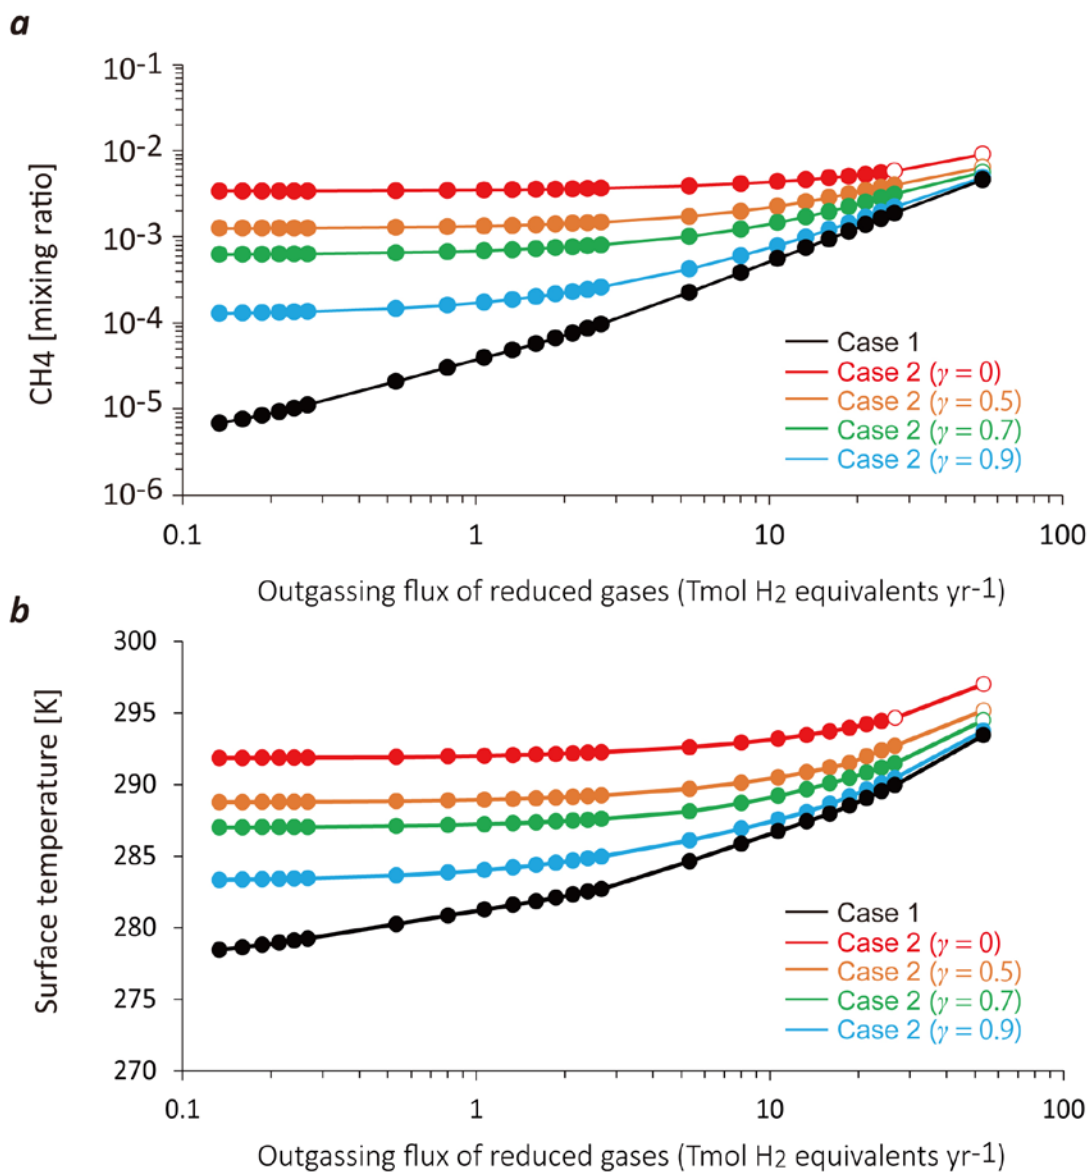 a
10-1
10-2
10-3
10-4
10-5
10-6
CH4 [mixing ratio]
Case 1
Case 2 (γ = 0)
Case 2 (γ = 0.5)
Case 2 (γ = 0.7)
Case 2 (γ = 0.9)
0.1 1 10 100
Outgassing flux of reduced gases (Tmol H2 equivalents yr-1)
b
300
295
290
285
280
275
270
Surface temperature [K]
Case 1
Case 2 (γ = 0)
Case 2 (γ = 0.5)
Case 2 (γ = 0.7)
Case 2 (γ = 0.9)
0.1 1 10 100
Outgassing flux of reduced gases (Tmol H2 equivalents yr-1)